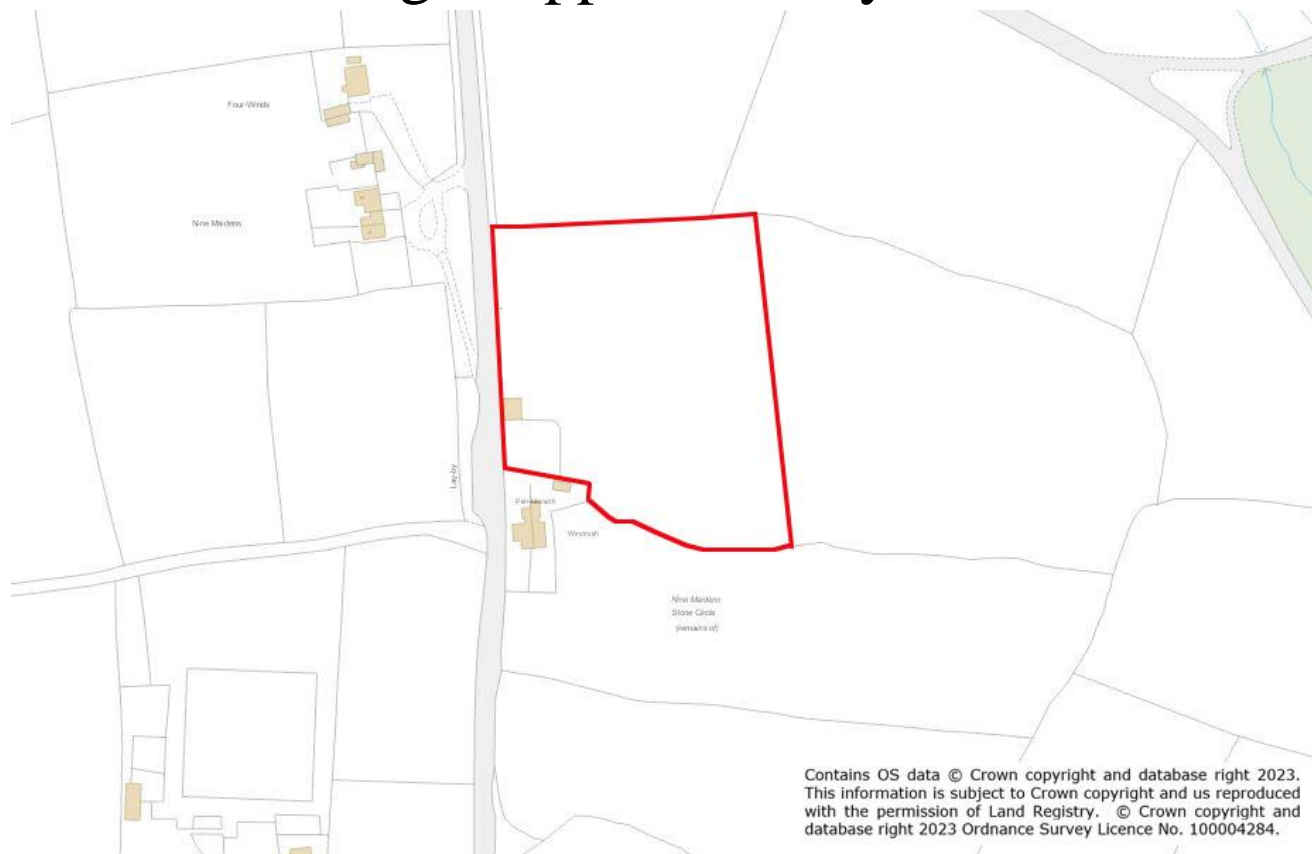 Four-Winds
Nine Maidens
Lay-by
Windrush
Nine Maidens
Stone Circle
(remains of)
Contains OS data © Crown copyright and database right 2023.
This information is subject to Crown copyright and us reproduced
with the permission of Land Registry. © Crown copyright and
database right 2023 Ordnance Survey Licence No. 100004284.